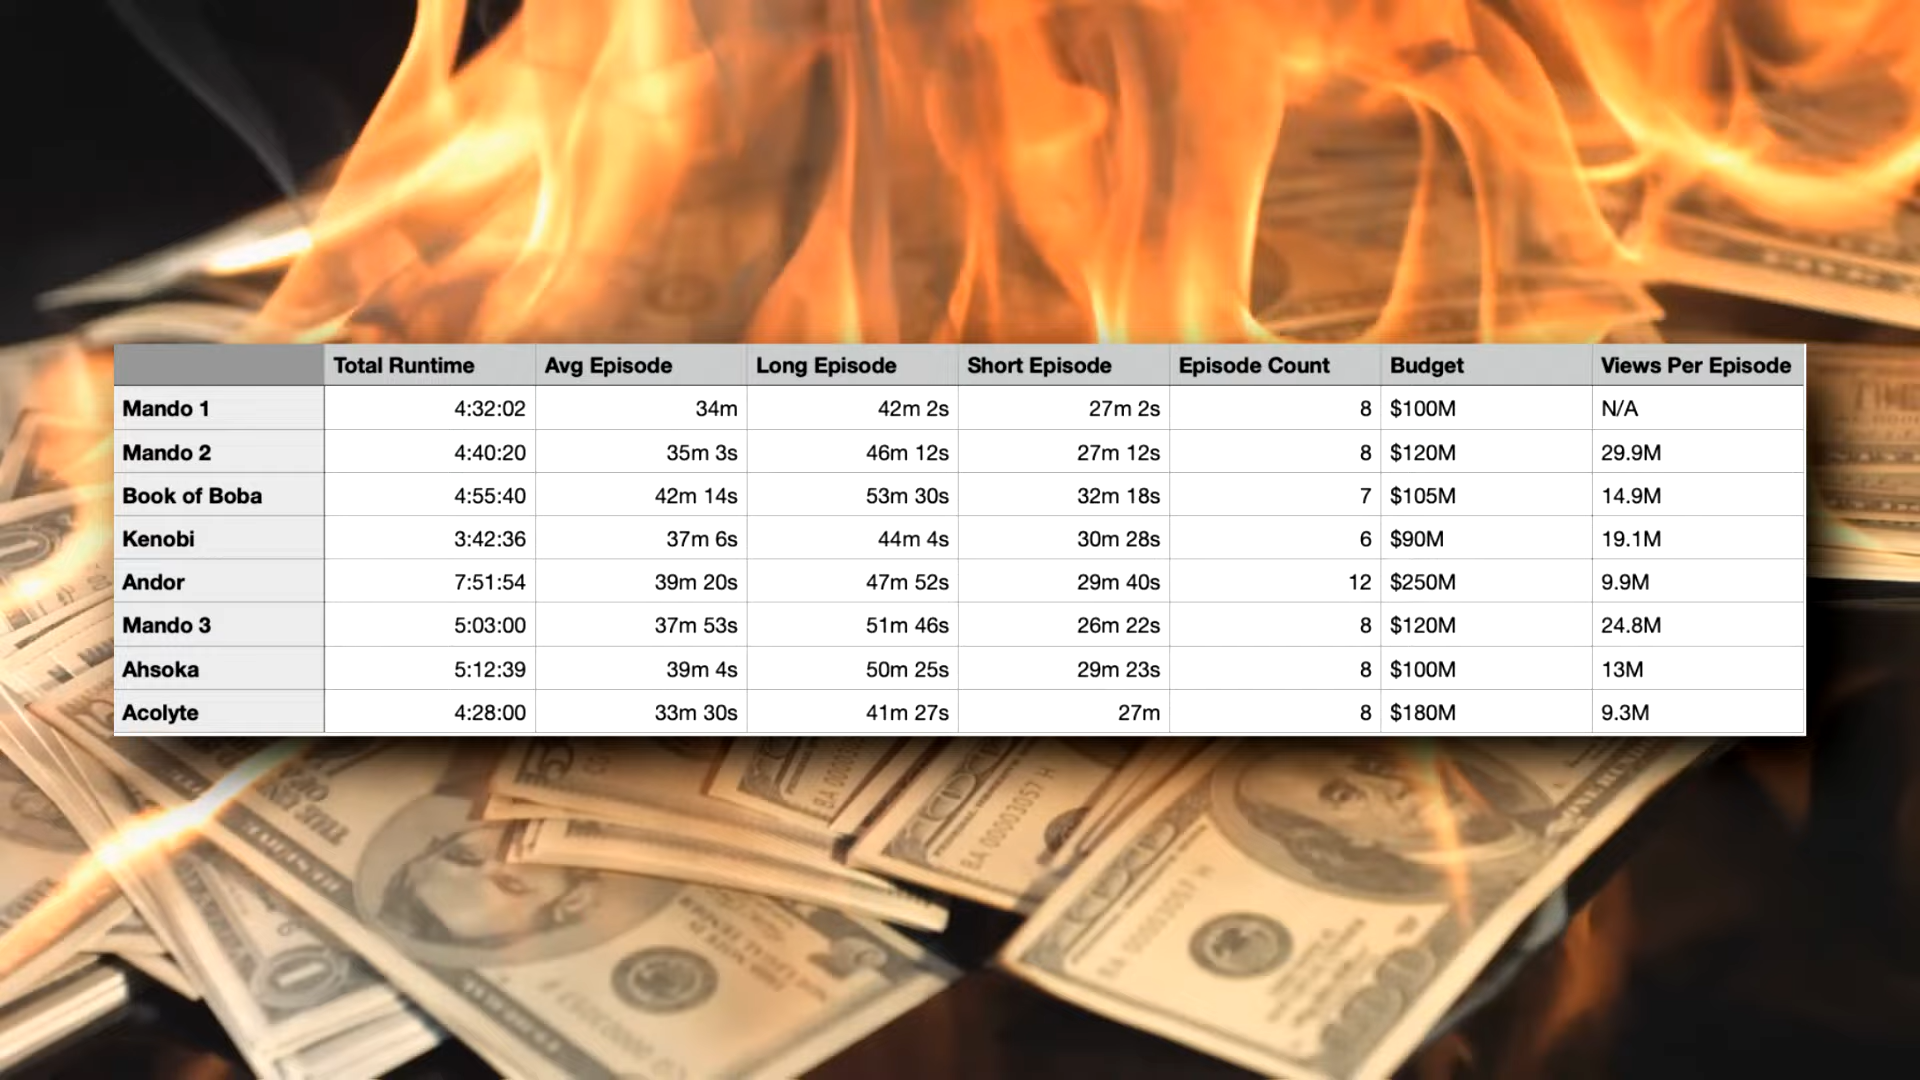 Total Runtime Avg Episode Long Episode Short Episode Episode Count Budget Views Per Episode
Mando 1 4:32:02 34m 42m 2s 27m 2s 8 $100M N/A
Mando 2 4:40:20 35m 3s 46m 12s 27m 12s 8 $120M 29.9M
Book of Boba 4:55:40 42m 14s 53m 30s 32m 18s 7 $105M 14.9M
Kenobi 3:42:36 37m 6s 44m 4s 30m 28s 6 $90M 19.1M
Andor 7:51:54 39m 20s 47m 52s 29m 40s 12 $250M 9.9M
Mando 3 5:03:00 37m 53s 51m 46s 26m 22s 8 $120M 24.8M
Ahsoka 5:12:39 39m 4s 50m 25s 29m 23s 8 $100M 13M
Acolyte 4:28:00 33m 30s 41m 27s 27m 8 $180M 9.3M